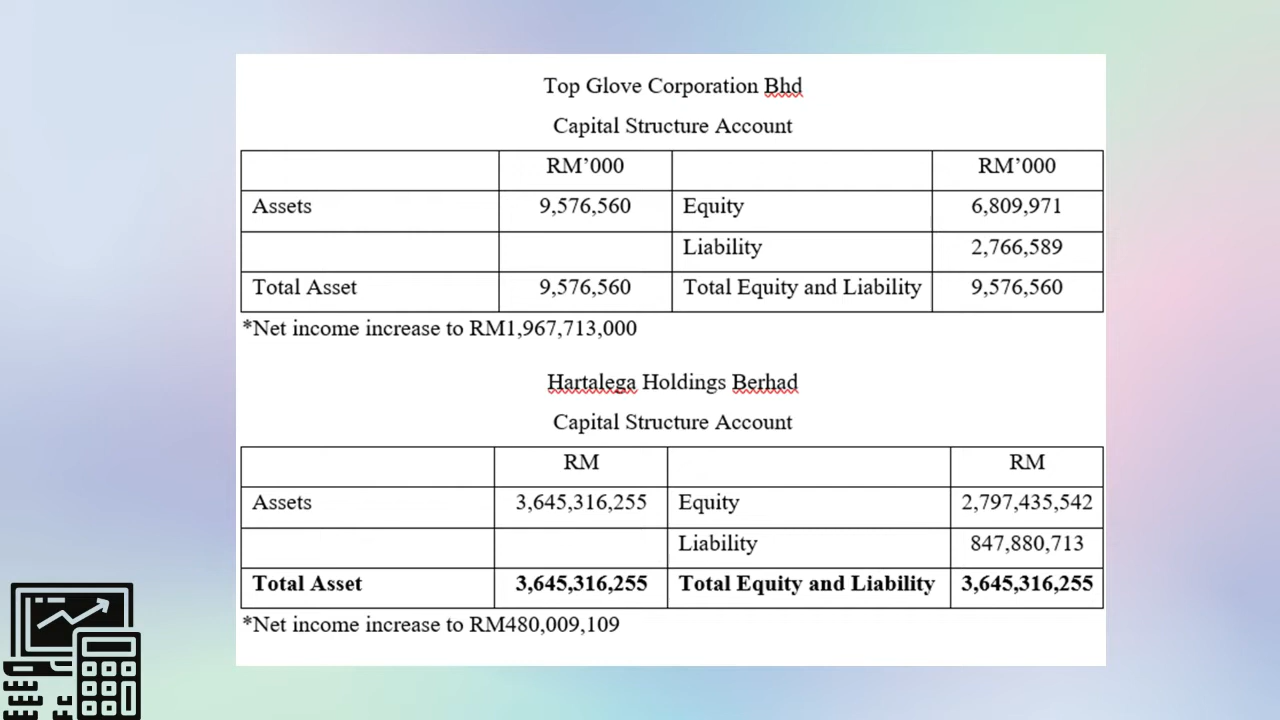 Top Glove Corporation Bhd
Capital Structure Account
RM’000 RM’000
Assets 9,576,560 Equity 6,809,971
Liability 2,766,589
Total Asset 9,576,560 Total Equity and Liability 9,576,560
*Net income increase to RM1,967,713,000
Hartalega Holdings Berhad
Capital Structure Account
RM RM
Assets 3,645,316,255 Equity 2,797,435,542
Liability 847,880,713
Total Asset 3,645,316,255 Total Equity and Liability 3,645,316,255
*Net income increase to RM480,009,109